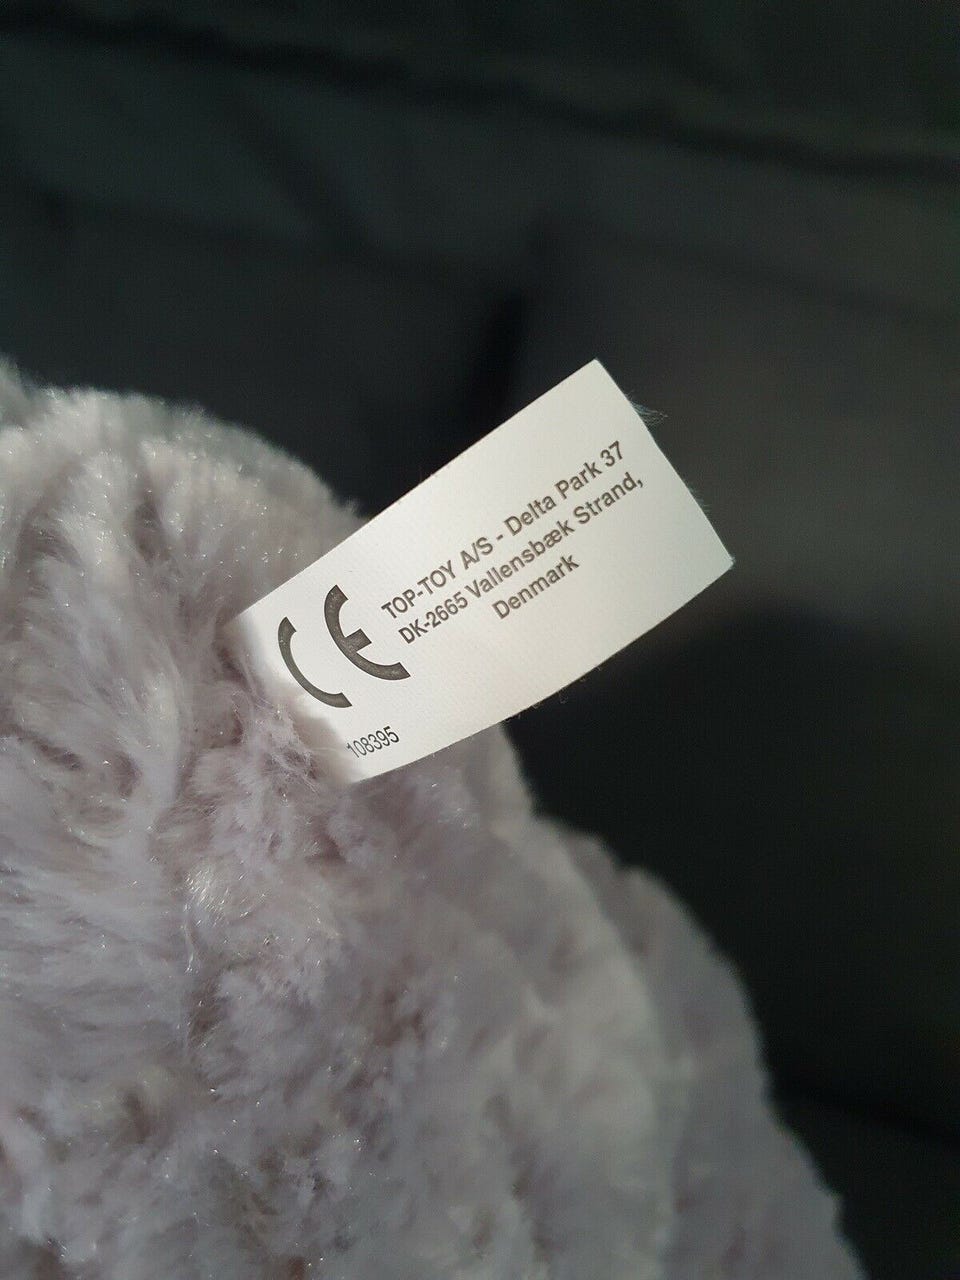 CE
TOP-TOY A/S - Delta Park 37
DK-2665 Vallensbæk Strand,
Denmark
108395